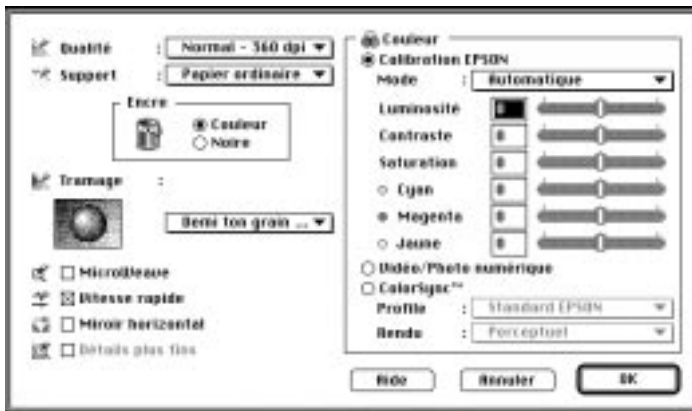 Qualité : Normal - 360 dpi
Support : Papier ordinaire
Encre
Couleur
Noire
Tramage :
Demi ton grain ...
MicroWeave
Vitesse rapide
Miroir horizontal
Détails plus fins
Couleur
Calibration EPSON
Mode : Automatique
Luminosité 0
Contraste 0
Saturation 0
Cyan 0
Magenta 0
Jaune 0
Vidéo/Photo numérique
ColorSync™
Profile : Standard EPSON
Rendu : Perceptuel
Aide
Annuler
OK